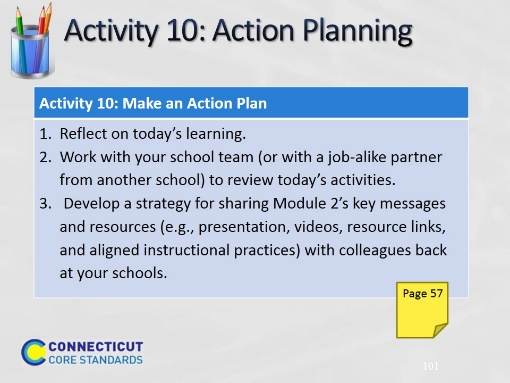 Activity 10: Action Planning
Activity 10: Make an Action Plan
1. Reflect on today's learning.
2. Work with your school team (or with a job-alike partner
from another school) to review today's activities.
3. Develop a strategy for sharing Module 2's key messages
and resources (e.g., presentation, videos, resource links,
and aligned instructional practices) with colleagues back
at your schools.
Page 57
CONNECTICUT
CORE STANDARDS
101